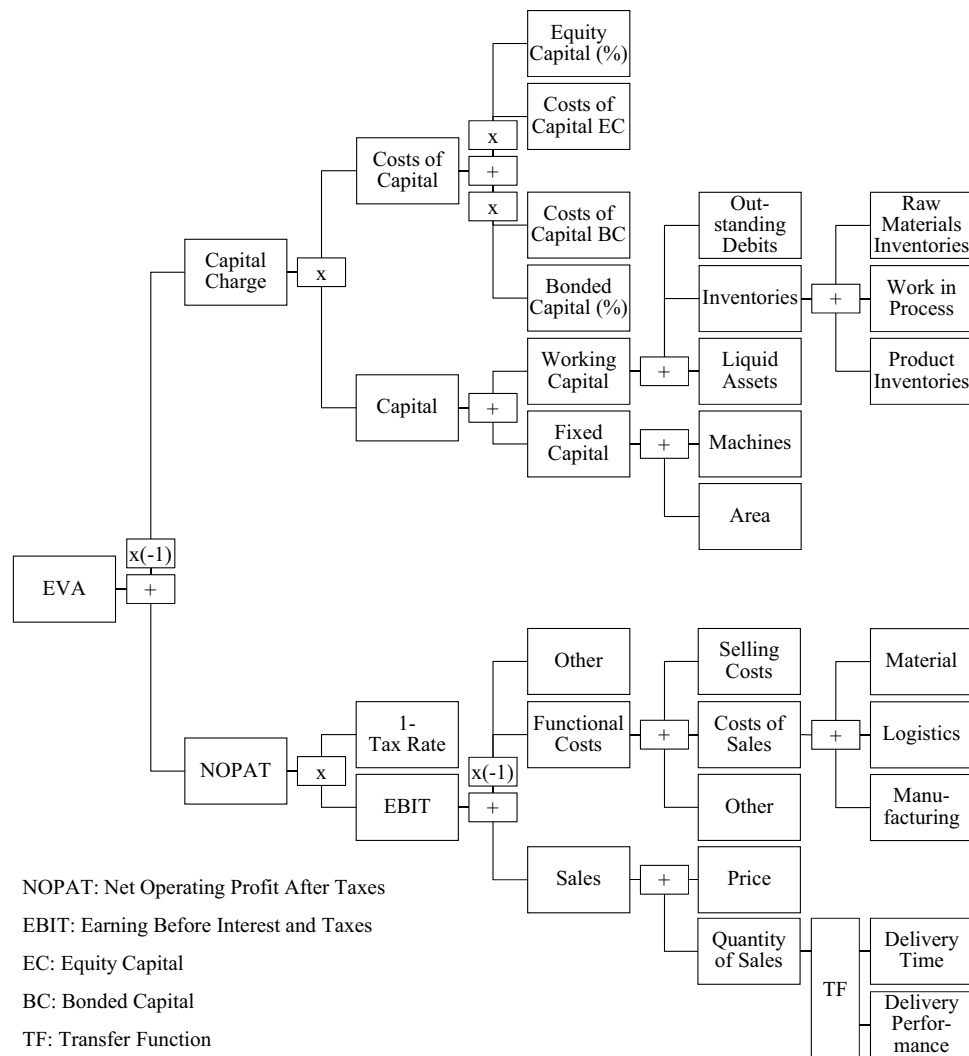 Equity
Capital (%)
Costs of
Capital EC
x
Costs of
Capital
+
x
Costs of
Capital BC
Out-
standing
Debits
Raw
Materials
Inventories
Capital
Charge
x
Bonded
Capital (%)
Inventories
+
Work in
Process
Working
Capital
+
Liquid
Assets
Product
Inventories
Capital
+
Fixed
Capital
+
Machines
Area
x(-1)
EVA
+
Other
Selling
Costs
Material
1-
Tax Rate
Functional
Costs
+
Costs of
Sales
+
Logistics
NOPAT
x
x(-1)
EBIT
+
Other
Manu-
facturing
Sales
+
Price
Quantity
of Sales
TF
Delivery
Time
Delivery
Perfor-
mance
NOPAT: Net Operating Profit After Taxes
EBIT: Earning Before Interest and Taxes
EC: Equity Capital
BC: Bonded Capital
TF: Transfer Function